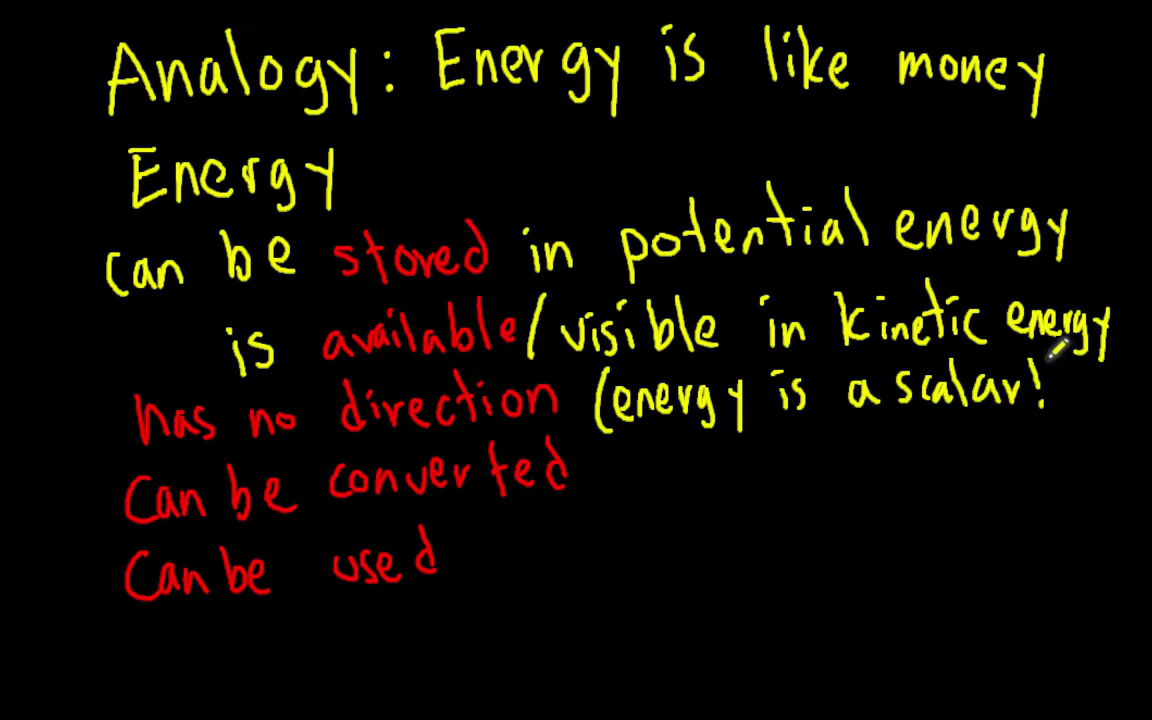 Analogy: Energy is like money
Energy
can be stored in potential energy
is available/visible in kinetic energy
has no direction (energy is a scalar!
Can be converted
Can be used